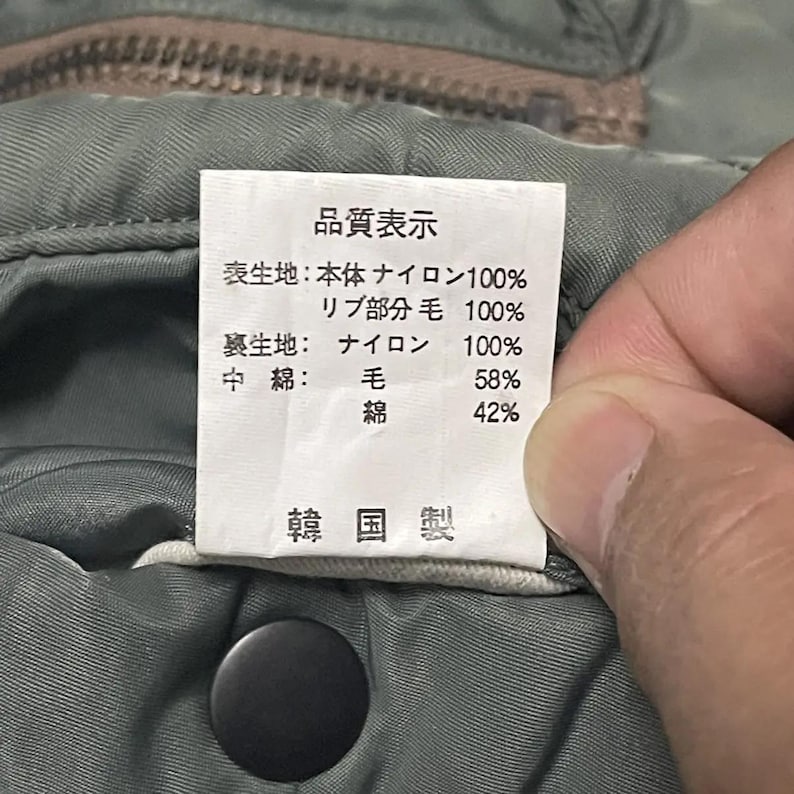 品質表示
表生地：本体 ナイロン100%
リブ部分 毛 100%
裏生地： ナイロン 100%
中 綿： 毛 58%
綿 42%
韓 国 製